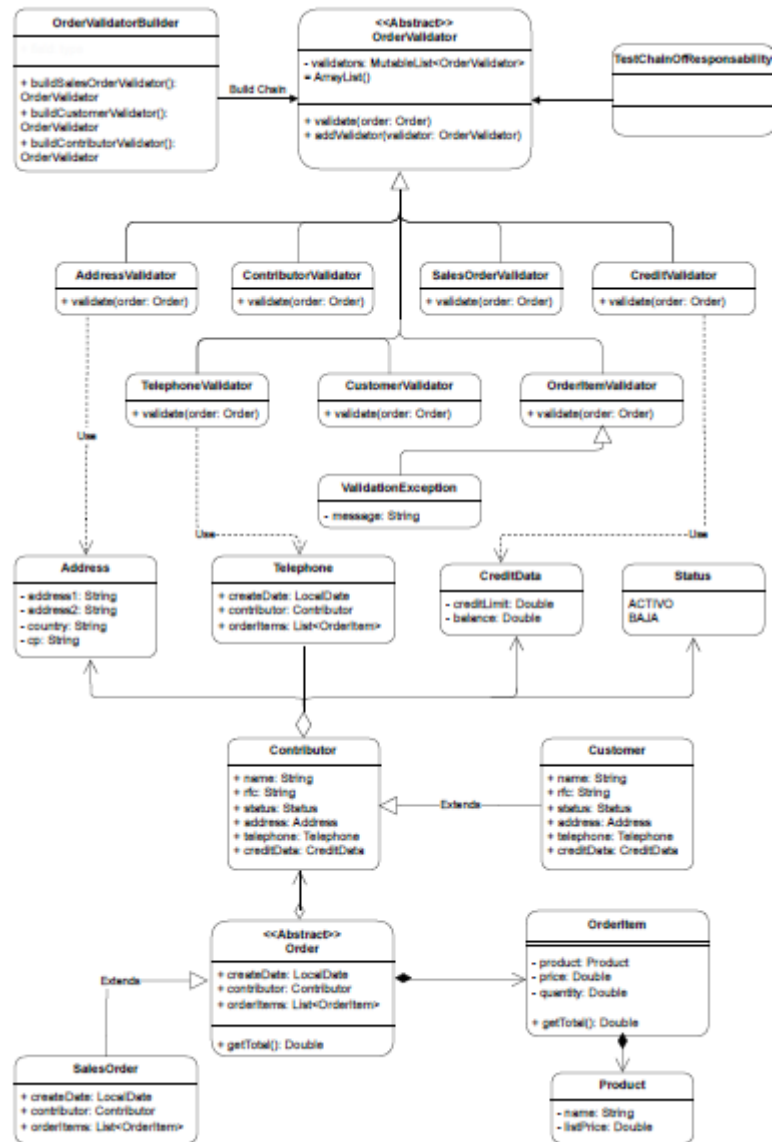 OrderValidatorBuilder
+ buildSalesOrderValidator():
OrderValidator
+ buildCustomerValidator():
OrderValidator
+ buildContributorValidator():
OrderValidator
Build Chain
<<Abstract>>
OrderValidator
- validators: MutableList<OrderValidator>
= ArrayList()
+ validate(order: Order)
+ addValidator(validator: OrderValidator)
TestChainOfResponsability
AddressValidator
+ validate(order: Order)
ContributorValidator
+ validate(order: Order)
SalesOrderValidator
+ validate(order: Order)
CreditValidator
+ validate(order: Order)
TelephoneValidator
+ validate(order: Order)
CustomerValidator
+ validate(order: Order)
OrderItemValidator
+ validate(order: Order)
Use
ValidationException
- message: String
Use
Use
Address
- address1: String
- address2: String
- country: String
- cp: String
Telephone
+ createDate: LocalDate
+ contributor: Contributor
+ orderItems: List<OrderItem>
CreditData
- creditLimit: Double
- balance: Double
Status
ACTIVO
BAJA
Contributor
+ name: String
+ rfc: String
+ status: Status
+ address: Address
+ telephone: Telephone
+ creditData: CreditData
Extends
Customer
+ name: String
+ rfc: String
+ status: Status
+ address: Address
+ telephone: Telephone
+ creditData: CreditData
<<Abstract>>
Order
+ createDate: LocalDate
+ contributor: Contributor
+ orderItems: List<OrderItem>
+ getTotal(): Double
OrderItem
- product: Product
- price: Double
- quantity: Double
+ getTotal(): Double
Extends
SalesOrder
+ createDate: LocalDate
+ contributor: Contributor
+ orderItems: List<OrderItem>
Product
- name: String
- listPrice: Double